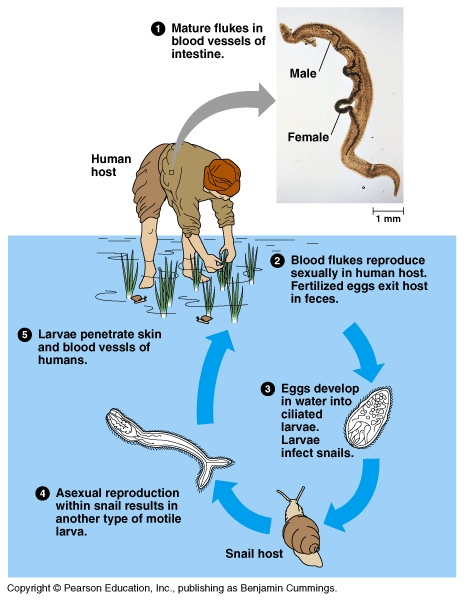 1 Mature flukes in
blood vessels of
intestine.
Male
Female
1 mm
Human
host
2 Blood flukes reproduce
sexually in human host.
Fertilized eggs exit host
in feces.
5 Larvae penetrate skin
and blood vessls of
humans.
3 Eggs develop
in water into
ciliated
larvae.
Larvae
infect snails.
4 Asexual reproduction
within snail results in
another type of motile
larva.
Snail host
Copyright © Pearson Education, Inc., publishing as Benjamin Cummings.